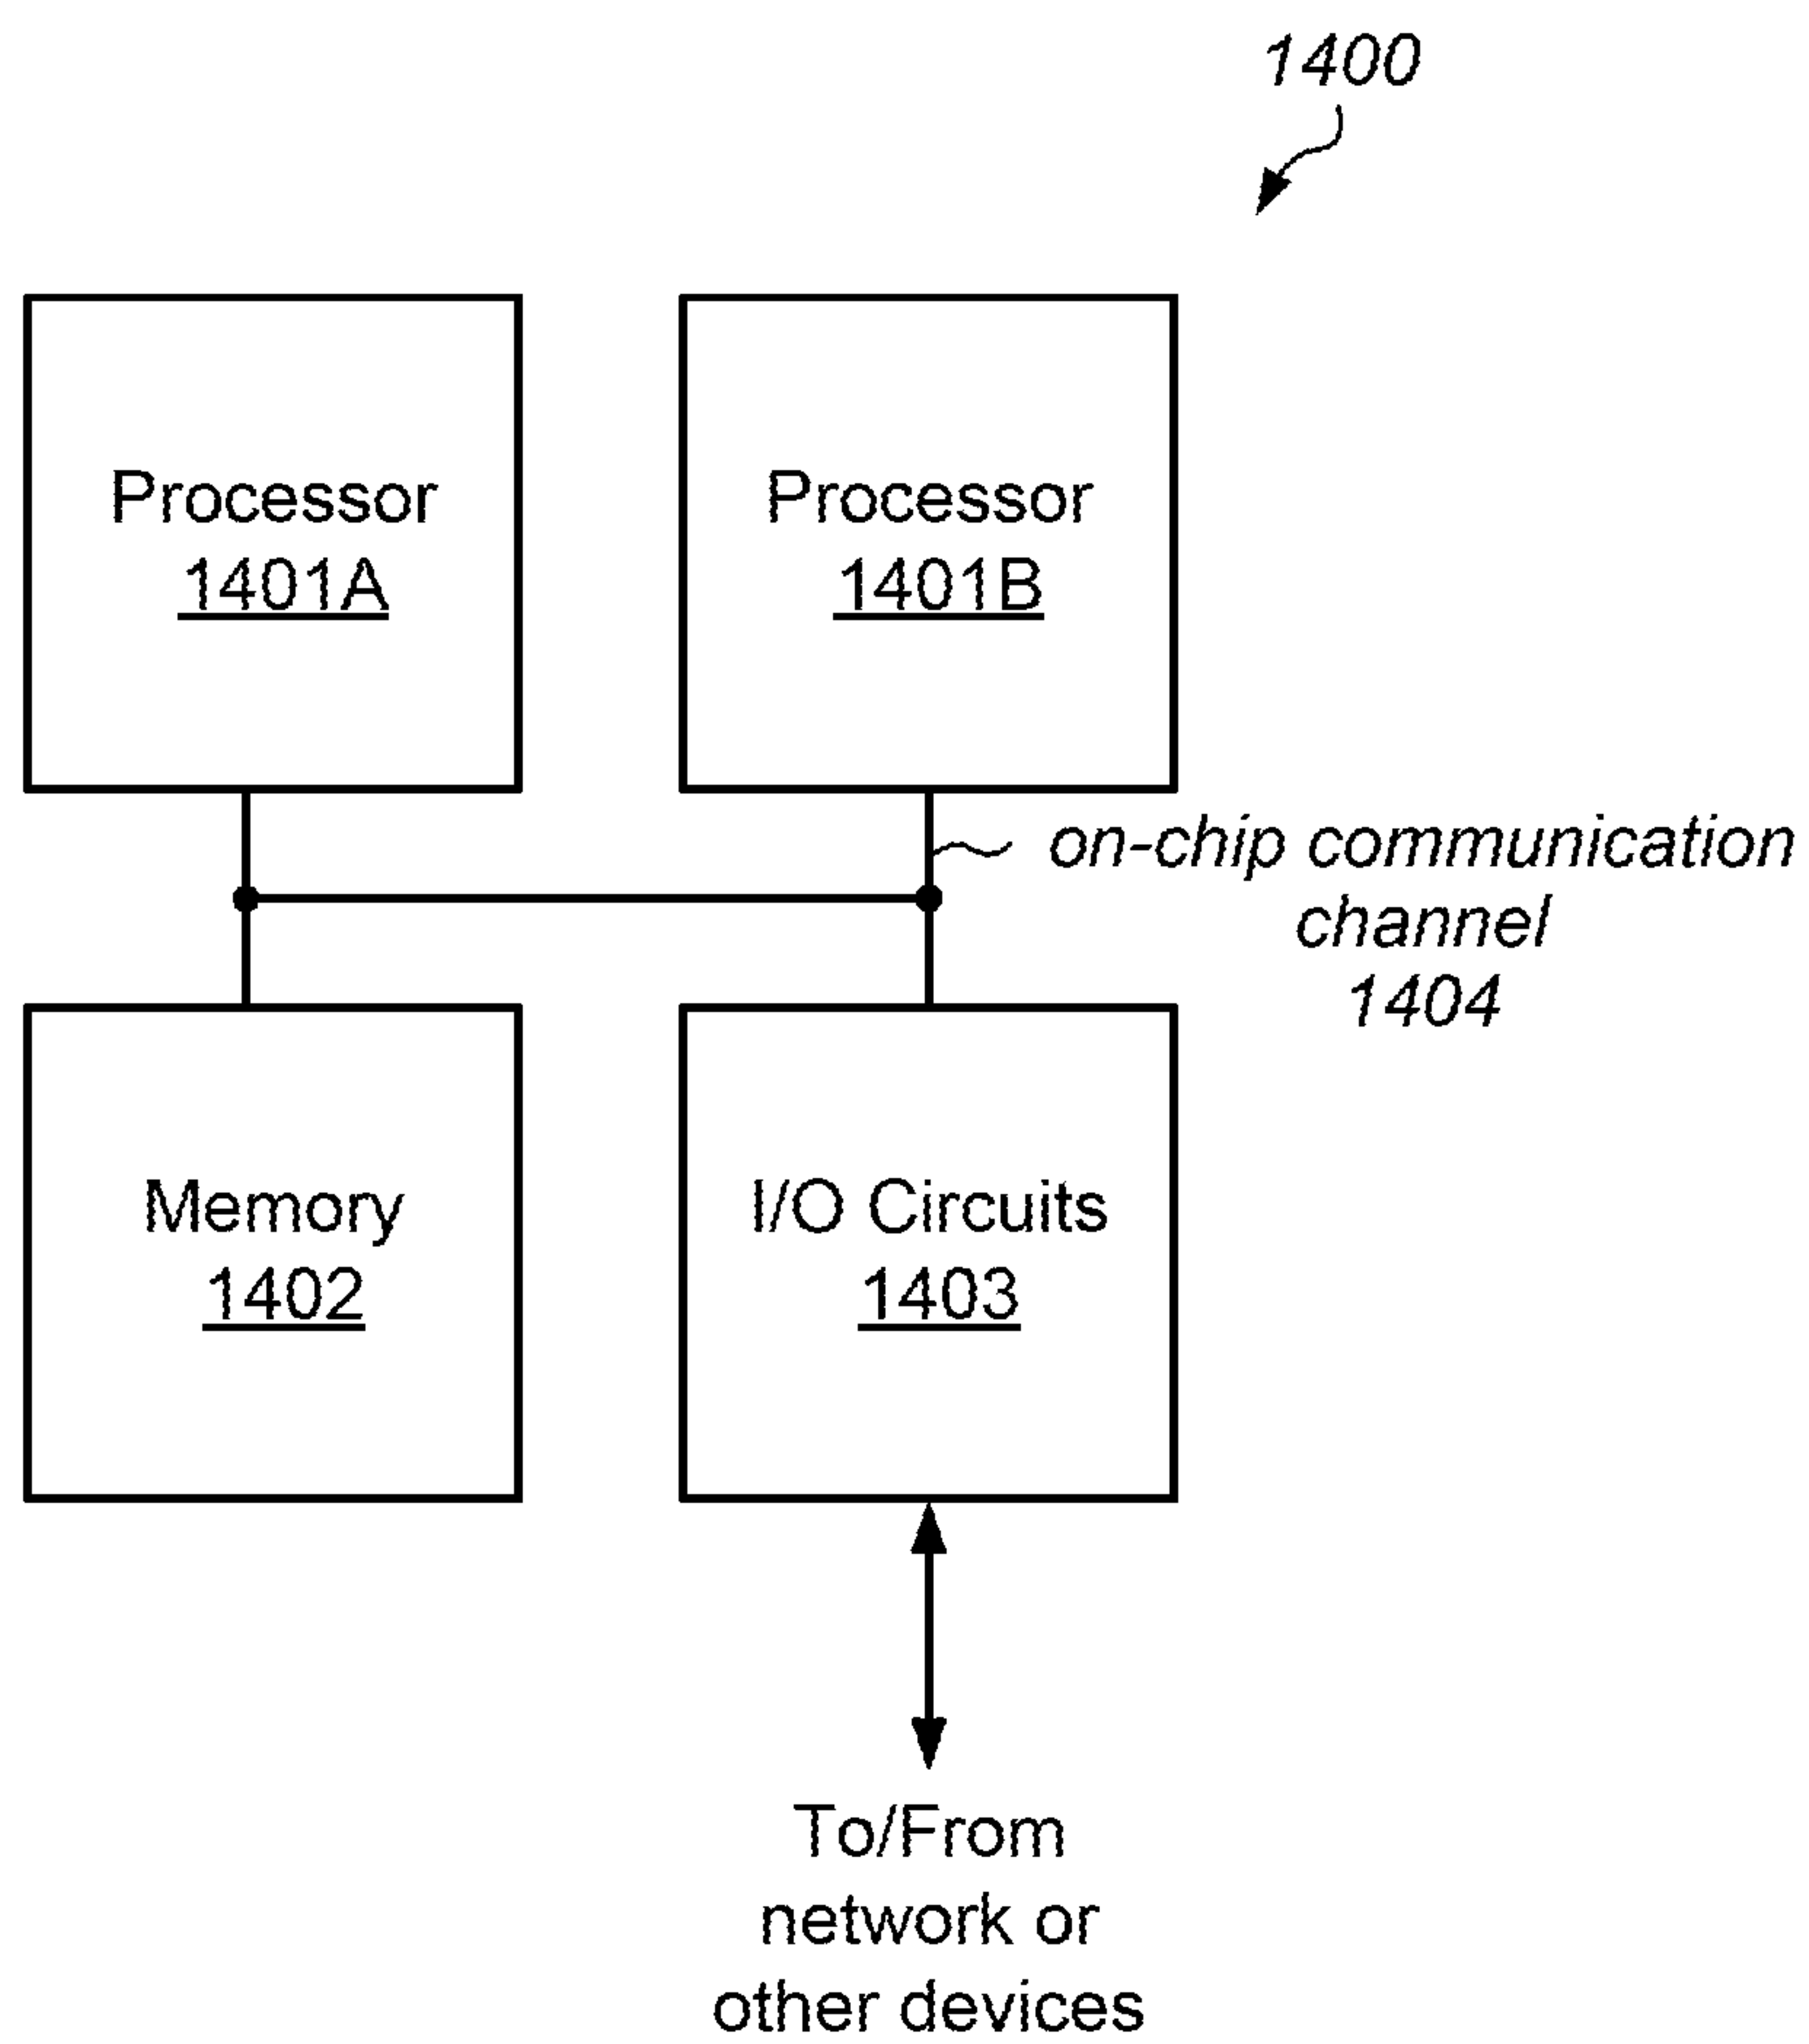 1400
Processor
1401A
Processor
1401B
on-chip communication
channel
1404
Memory
1402
I/O Circuits
1403
To/From
network or
other devices